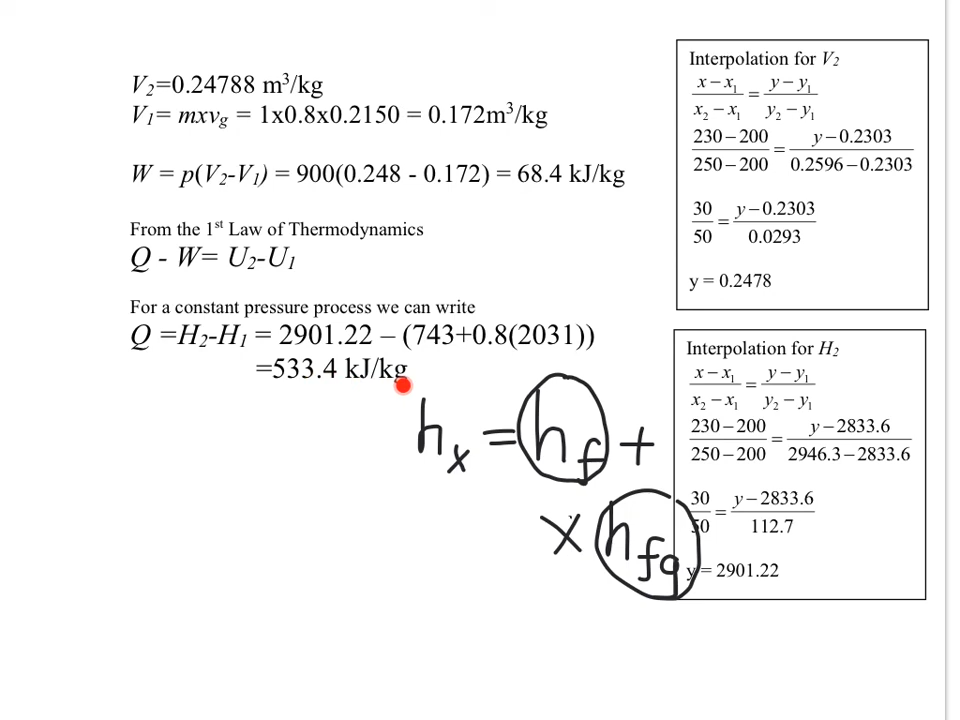 V2=0.24788 m³/kg
V1= mxvg = 1x0.8x0.2150 = 0.172m³/kg
W = p(V2-V1) = 900(0.248 - 0.172) = 68.4 kJ/kg
From the 1st Law of Thermodynamics
Q - W= U2-U1
For a constant pressure process we can write
Q =H2-H1 = 2901.22 – (743+0.8(2031))
=533.4 kJ/kg
hx = hf +
x hfg
Interpolation for V2
(x – x1)/(x2 – x1) = (y – y1)/(y2 – y1)
(230 – 200)/(250 – 200) = (y – 0.2303)/(0.2596 – 0.2303)
30/50 = (y – 0.2303)/0.0293
y = 0.2478
Interpolation for H2
(x – x1)/(x2 – x1) = (y – y1)/(y2 – y1)
(230 – 200)/(250 – 200) = (y – 2833.6)/(2946.3 – 2833.6)
30/50 = (y – 2833.6)/112.7
y = 2901.22